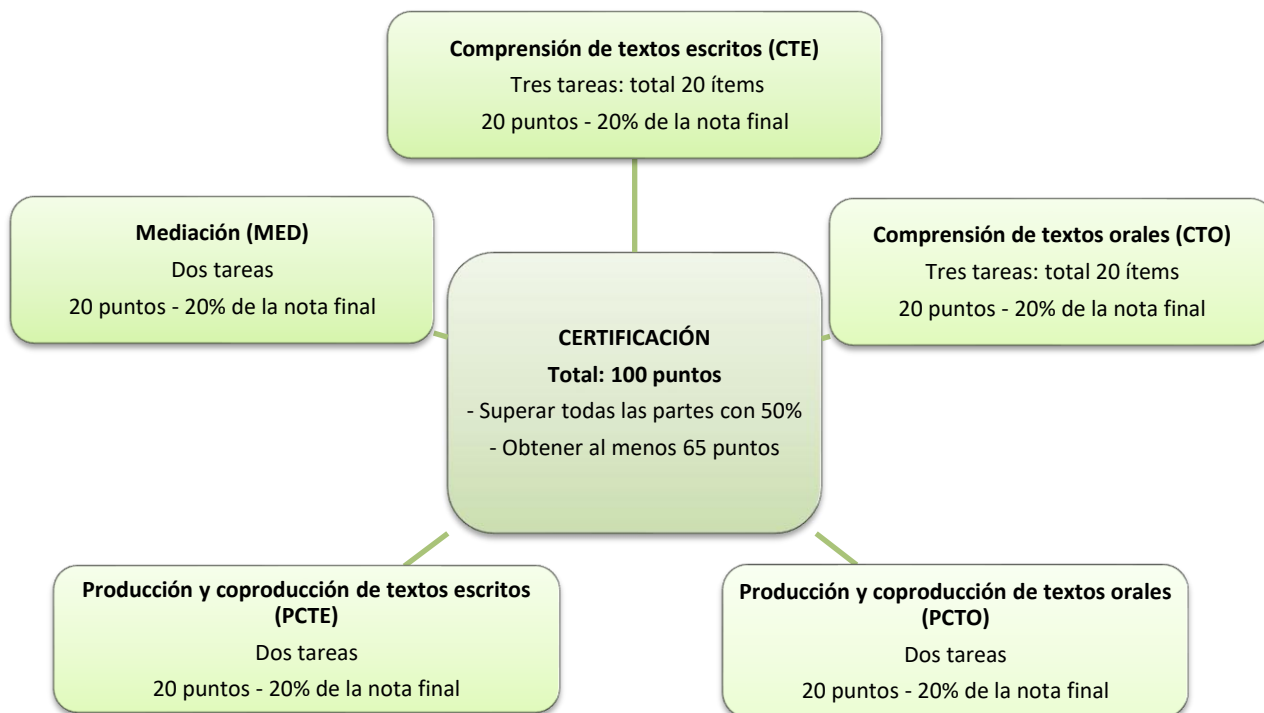 Comprensión de textos escritos (CTE)
Tres tareas: total 20 ítems
20 puntos - 20% de la nota final
Mediación (MED)
Dos tareas
20 puntos - 20% de la nota final
Comprensión de textos orales (CTO)
Tres tareas: total 20 ítems
20 puntos - 20% de la nota final
CERTIFICACIÓN
Total: 100 puntos
- Superar todas las partes con 50%
- Obtener al menos 65 puntos
Producción y coproducción de textos escritos
(PCTE)
Dos tareas
20 puntos - 20% de la nota final
Producción y coproducción de textos orales
(PCTO)
Dos tareas
20 puntos - 20% de la nota final